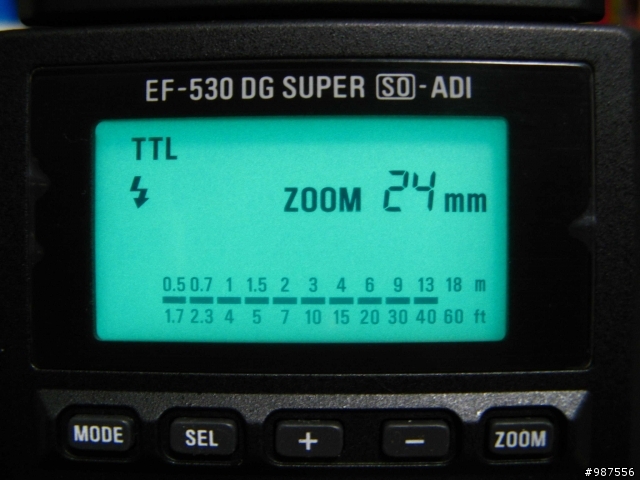 EF-530 DG SUPER SO-ADI
TTL
ZOOM 24 mm
0.5 0.7 1 1.5 2 3 4 6 9 13 18 m
1.7 2.3 4 5 7 10 15 20 30 40 60 ft
MODE SEL + - ZOOM
#987556